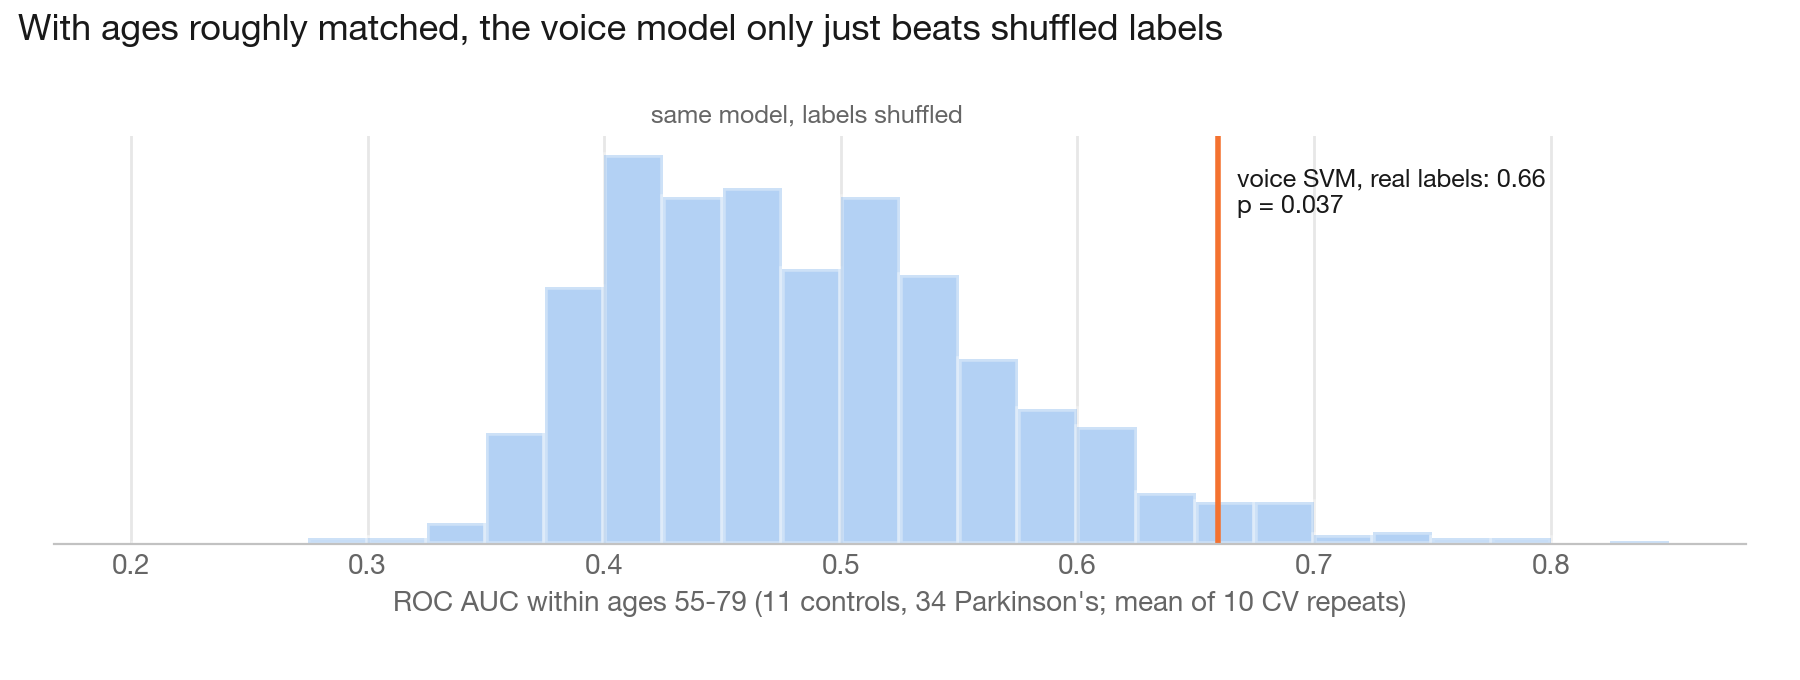 With ages roughly matched, the voice model only just beats shuffled labels
same model, labels shuffled
voice SVM, real labels: 0.66
p = 0.037
0.2 0.3 0.4 0.5 0.6 0.7 0.8
ROC AUC within ages 55-79 (11 controls, 34 Parkinson's; mean of 10 CV repeats)